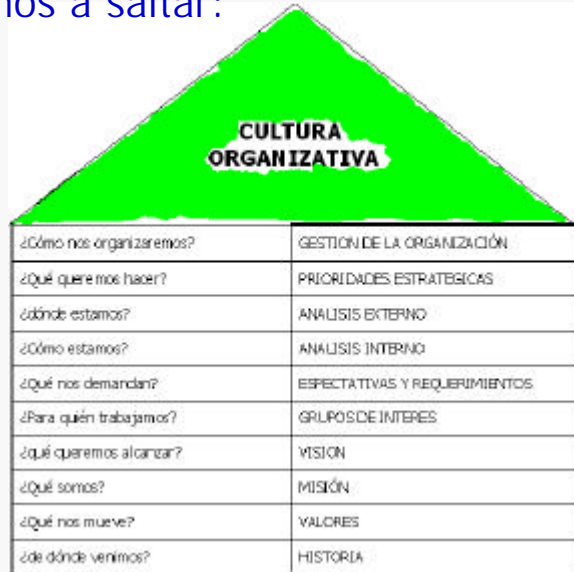 nos a saltar:
CULTURA
ORGANIZATIVA
¿Cómo nos organizaremos? GESTION DE LA ORGANIZACIÓN
¿Qué queremos hacer? PRIORIDADES ESTRATEGICAS
¿dónde estamos? ANALISIS EXTERNO
¿Cómo estamos? ANALISIS INTERNO
¿Qué nos demandan? ESPECTATIVAS Y REQUERIMIENTOS
¿Para quién trabajamos? GRUPOS DE INTERES
¿qué queremos alcanzar? VISION
¿Qué somos? MISIÓN
¿Qué nos mueve? VALORES
¿de dónde venimos? HISTORIA